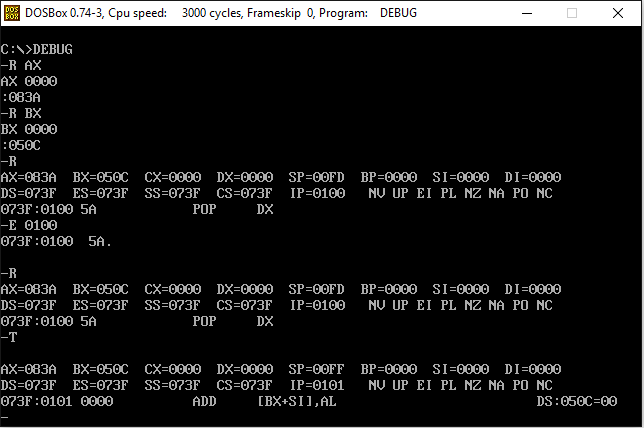 DOSBox 0.74-3, Cpu speed:    3000 cycles, Frameskip  0, Program:    DEBUG
C:\>DEBUG
-R AX
AX 0000
:083A
-R BX
BX 0000
:050C
-R
AX=083A  BX=050C  CX=0000  DX=0000  SP=00FD  BP=0000  SI=0000  DI=0000
DS=073F  ES=073F  SS=073F  CS=073F  IP=0100   NV UP EI PL NZ NA PO NC
073F:0100 5A            POP     DX
-E 0100
073F:0100  5A.
-R
AX=083A  BX=050C  CX=0000  DX=0000  SP=00FD  BP=0000  SI=0000  DI=0000
DS=073F  ES=073F  SS=073F  CS=073F  IP=0100   NV UP EI PL NZ NA PO NC
073F:0100 5A            POP     DX
-T
AX=083A  BX=050C  CX=0000  DX=0000  SP=00FF  BP=0000  SI=0000  DI=0000
DS=073F  ES=073F  SS=073F  CS=073F  IP=0101   NV UP EI PL NZ NA PO NC
073F:0101 0000          ADD     [BX+SI],AL                         DS:050C=00
-